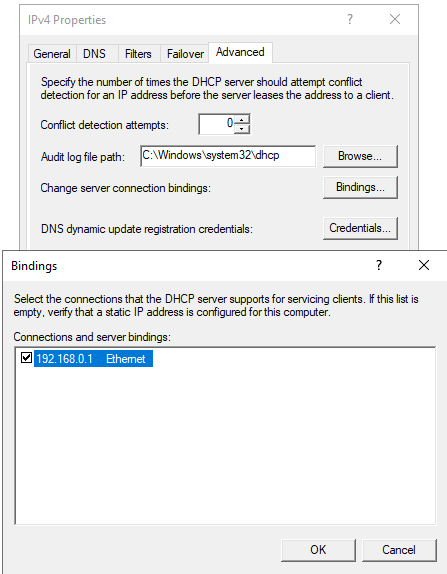 IPv4 Properties
?
General DNS Filters Failover Advanced
Specify the number of times the DHCP server should attempt conflict
detection for an IP address before the server leases the address to a client.
Conflict detection attempts: 0
Audit log file path: C:\Windows\system32\dhcp Browse...
Change server connection bindings: Bindings...
DNS dynamic update registration credentials: Credentials...
Bindings
?
Select the connections that the DHCP server supports for servicing clients. If this list is
empty, verify that a static IP address is configured for this computer.
Connections and server bindings:
192.168.0.1 Ethernet
OK Cancel